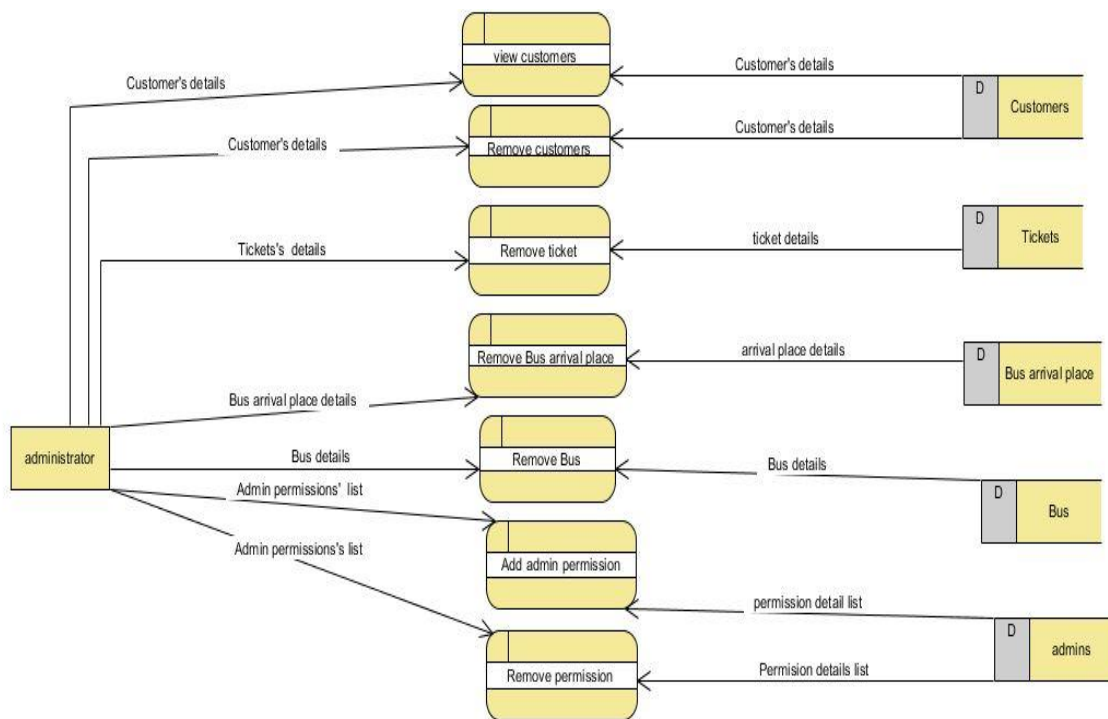 view customers
Customer's details
Customer's details
D
Customers
Customer's details
Remove customers
Customer's details
Tickets's details
Remove ticket
ticket details
D
Tickets
Remove Bus arrival place
arrival place details
D
Bus arrival place
Bus arrival place details
administrator
Bus details
Remove Bus
Bus details
D
Bus
Admin permissions' list
Admin permissions's list
Add admin permission
permission detail list
D
admins
Remove permission
Permision details list